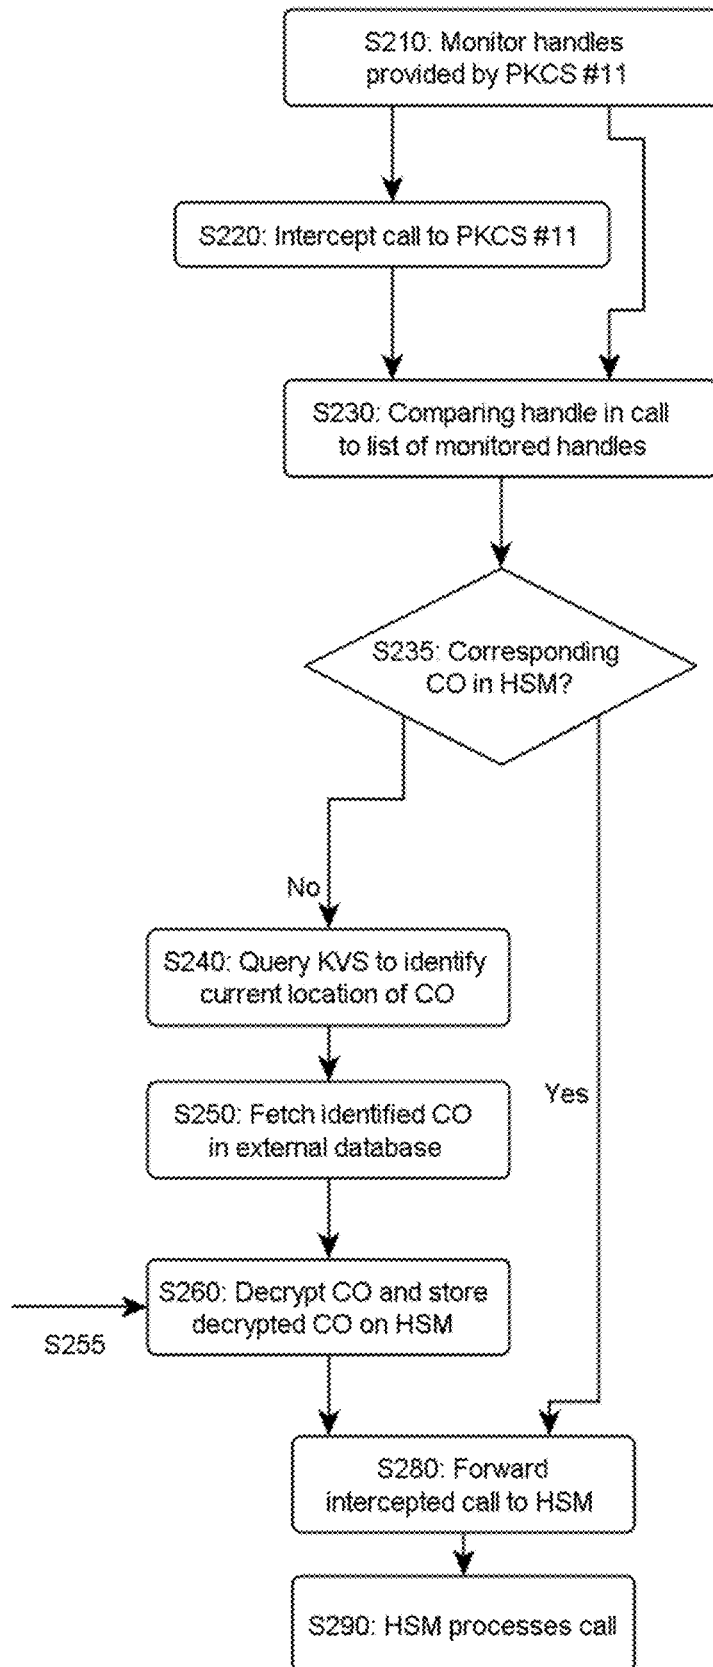 S210: Monitor handles
provided by PKCS #11
S220: Intercept call to PKCS #11
S230: Comparing handle in call
to list of monitored handles
S235: Corresponding
CO in HSM?
No
S240: Query KVS to identify
current location of CO
Yes
S250: Fetch identified CO
in external database
S260: Decrypt CO and store
decrypted CO on HSM
S255
S280: Forward
intercepted call to HSM
S290: HSM processes call